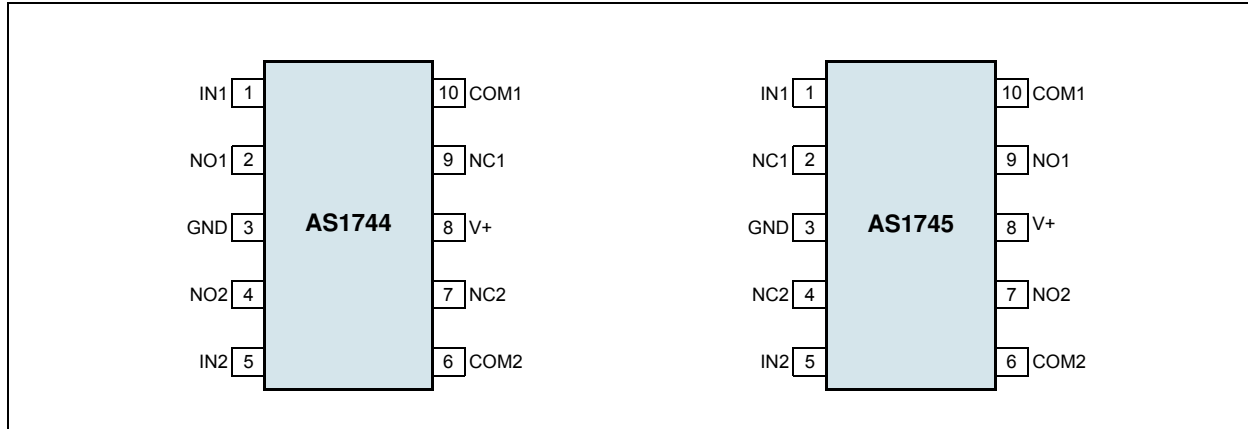 IN1 1 10 COM1
NO1 2 9 NC1
GND 3 AS1744 8 V+
NO2 4 7 NC2
IN2 5 6 COM2
IN1 1 10 COM1
NC1 2 9 NO1
GND 3 AS1745 8 V+
NC2 4 7 NO2
IN2 5 6 COM2